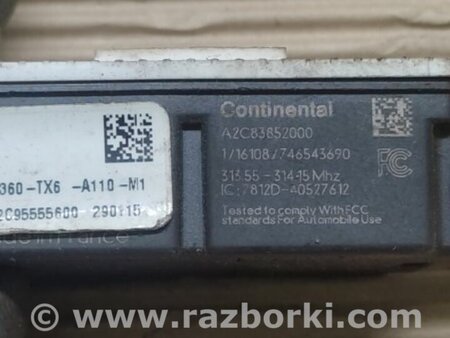 Continental
A2C83852000
1/16108/746543690
313.55 - 314.15 Mhz
IC: 7812D-40527612
Tested to comply With FCC
standards For Automobile Use
FC
360-TX6 -A110-M1
2C95555600- 290115
in France
www.razborki.com